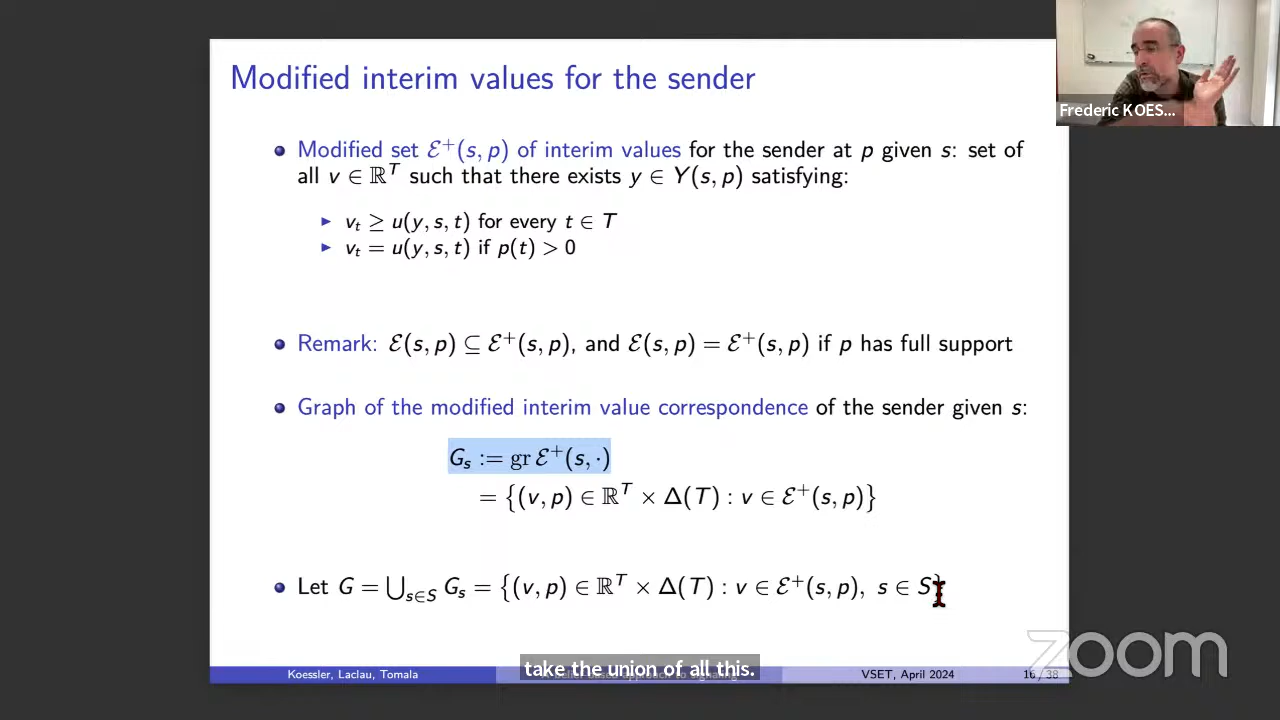 Modified interim values for the sender
Frederic KOES...
Modified set ℰ⁺(s, p) of interim values for the sender at p given s: set of
all v ∈ ℝᵀ such that there exists y ∈ Y(s, p) satisfying:
vₜ ≥ u(y, s, t) for every t ∈ T
vₜ = u(y, s, t) if p(t) > 0
Remark: ℰ(s, p) ⊆ ℰ⁺(s, p), and ℰ(s, p) = ℰ⁺(s, p) if p has full support
Graph of the modified interim value correspondence of the sender given s:
Gₛ := gr ℰ⁺(s, ·)
= {(v, p) ∈ ℝᵀ × Δ(T) : v ∈ ℰ⁺(s, p)}
Let G = ⋃ₛ∈S Gₛ = {(v, p) ∈ ℝᵀ × Δ(T) : v ∈ ℰ⁺(s, p), s ∈ S}
zoom
take the union of all this.
Koessler, Laclau, Tomala
VSET, April 2024
16 / 38